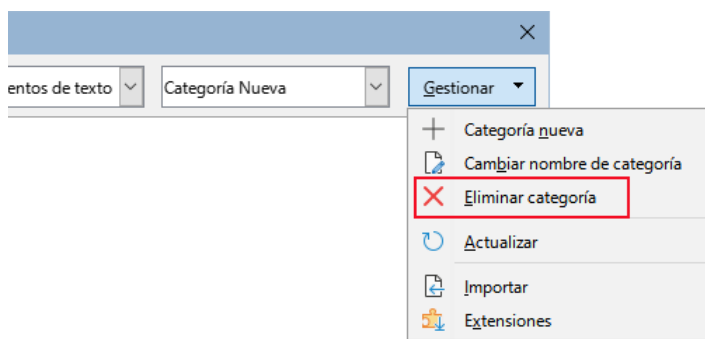 entos de texto Categoría Nueva Gestionar
Categoría nueva
Cambiar nombre de categoría
Eliminar categoría
Actualizar
Importar
Extensiones